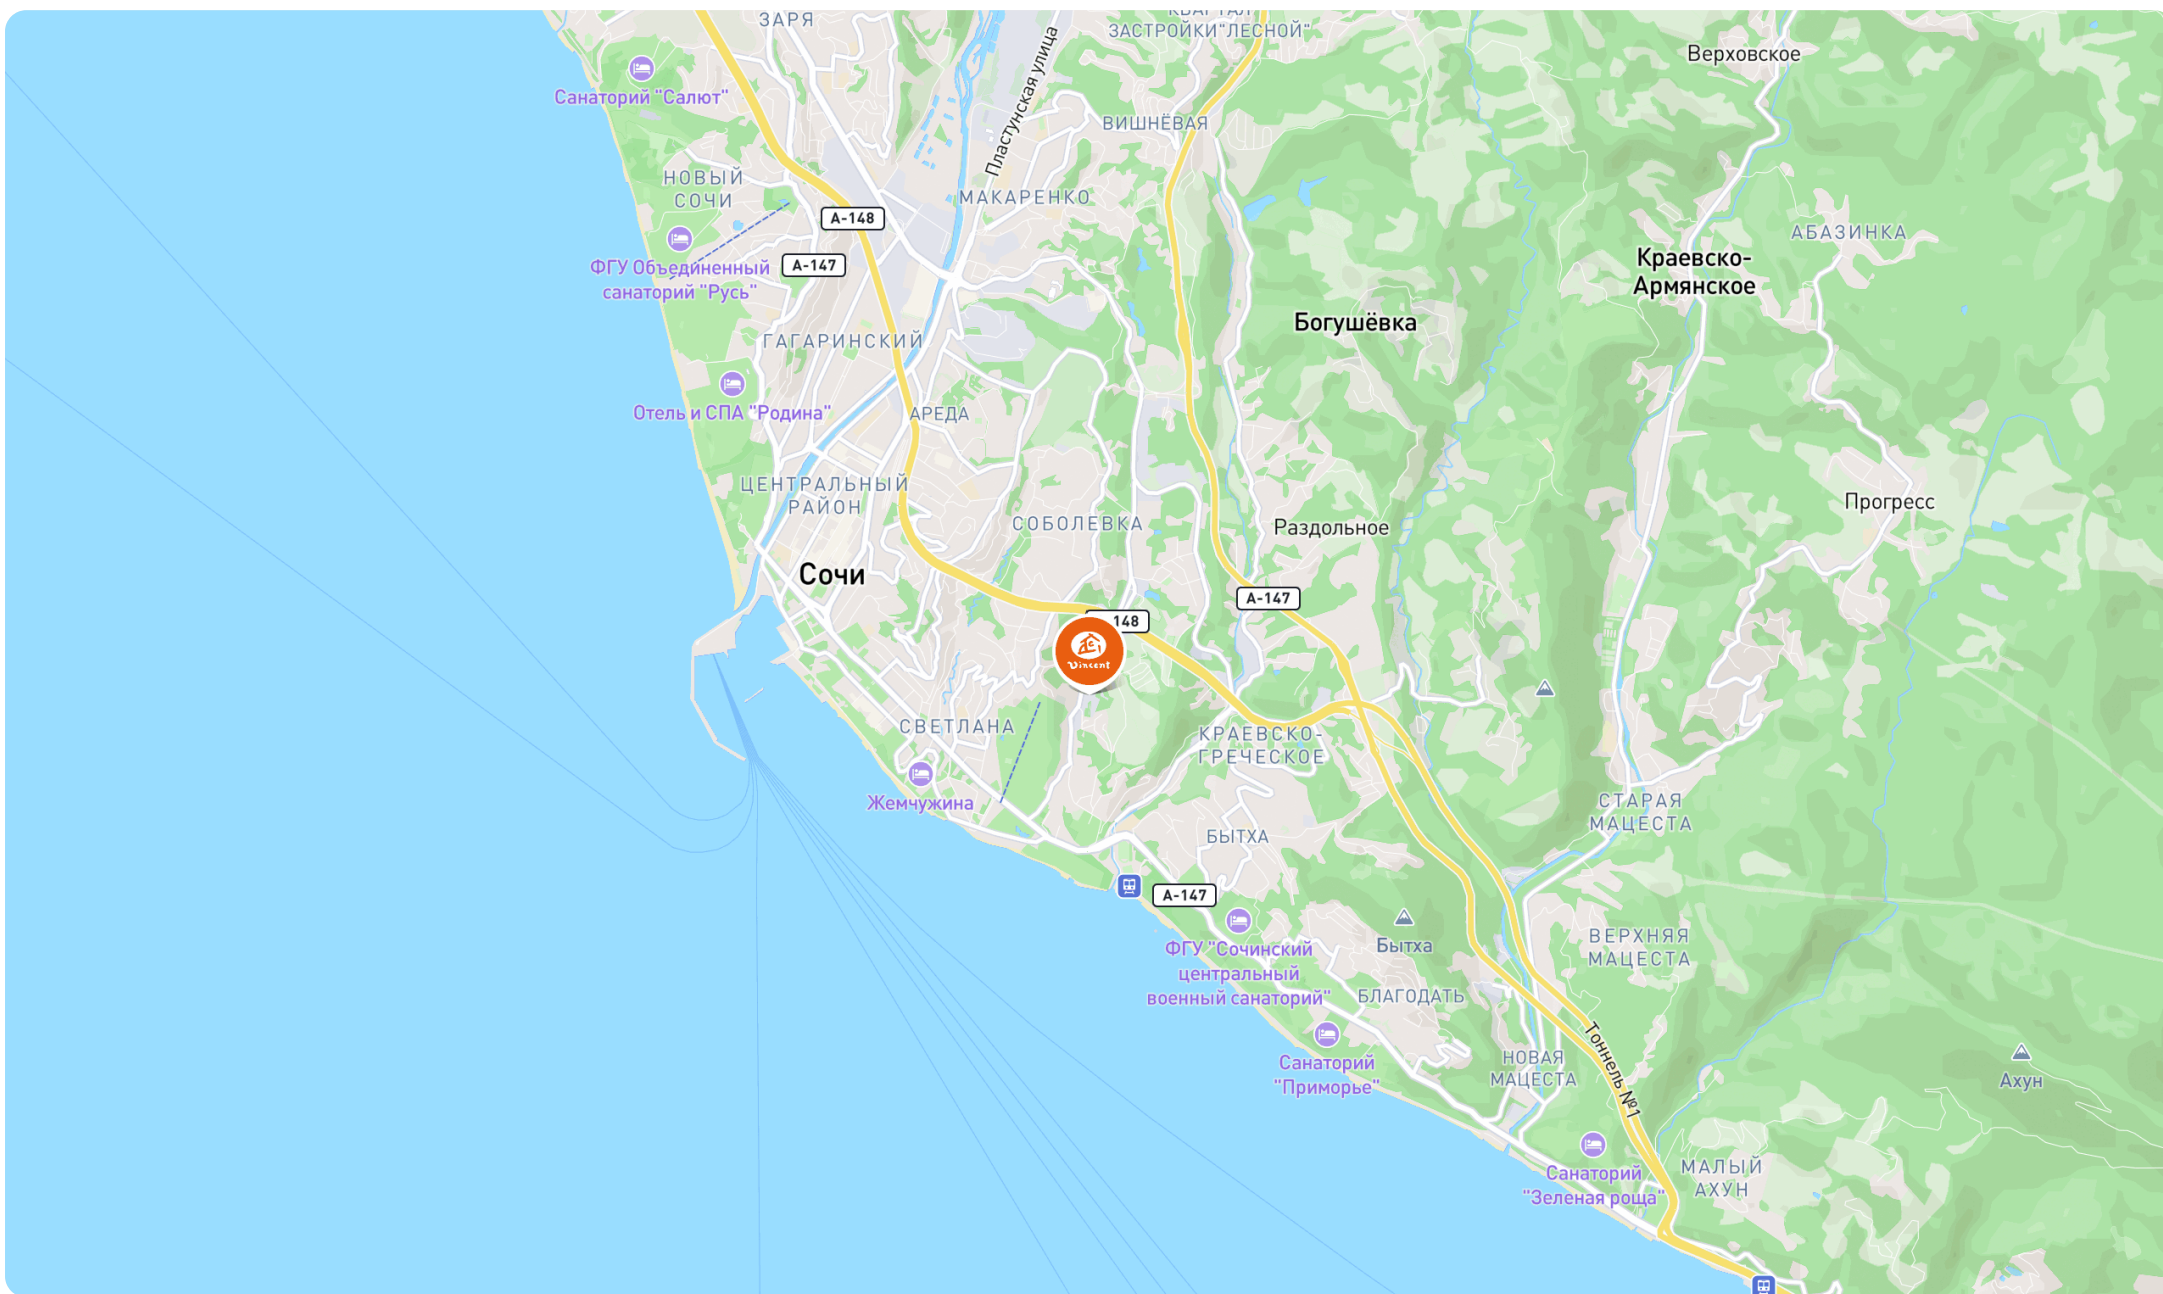 ЗАРЯ
КВАРТАЛ
ЗАСТРОЙКИ"ЛЕСНОЙ"
Верховское
Санаторий "Салют"
Пластунская улица
ВИШНЁВАЯ
НОВЫЙ
СОЧИ
МАКАРЕНКО
А-148
АБАЗИНКА
ФГУ Объединенный
санаторий "Русь"
А-147
Краевско-
Армянское
ГАГАРИНСКИЙ
Богушёвка
Отель и СПА "Родина"
АРЕДА
ЦЕНТРАЛЬНЫЙ
РАЙОН
СОБОЛЕВКА
Раздольное
Прогресс
Сочи
А-147
148
Vincent
СВЕТЛАНА
КРАЕВСКО-
ГРЕЧЕСКОЕ
Жемчужина
СТАРАЯ
МАЦЕСТА
БЫТХА
А-147
ФГУ "Сочинский
центральный
военный санаторий"
Бытха
ВЕРХНЯЯ
МАЦЕСТА
БЛАГОДАТЬ
Санаторий
"Приморье"
НОВАЯ
МАЦЕСТА
Тоннель №1
Ахун
Санаторий
"Зеленая роща"
МАЛЫЙ
АХУН